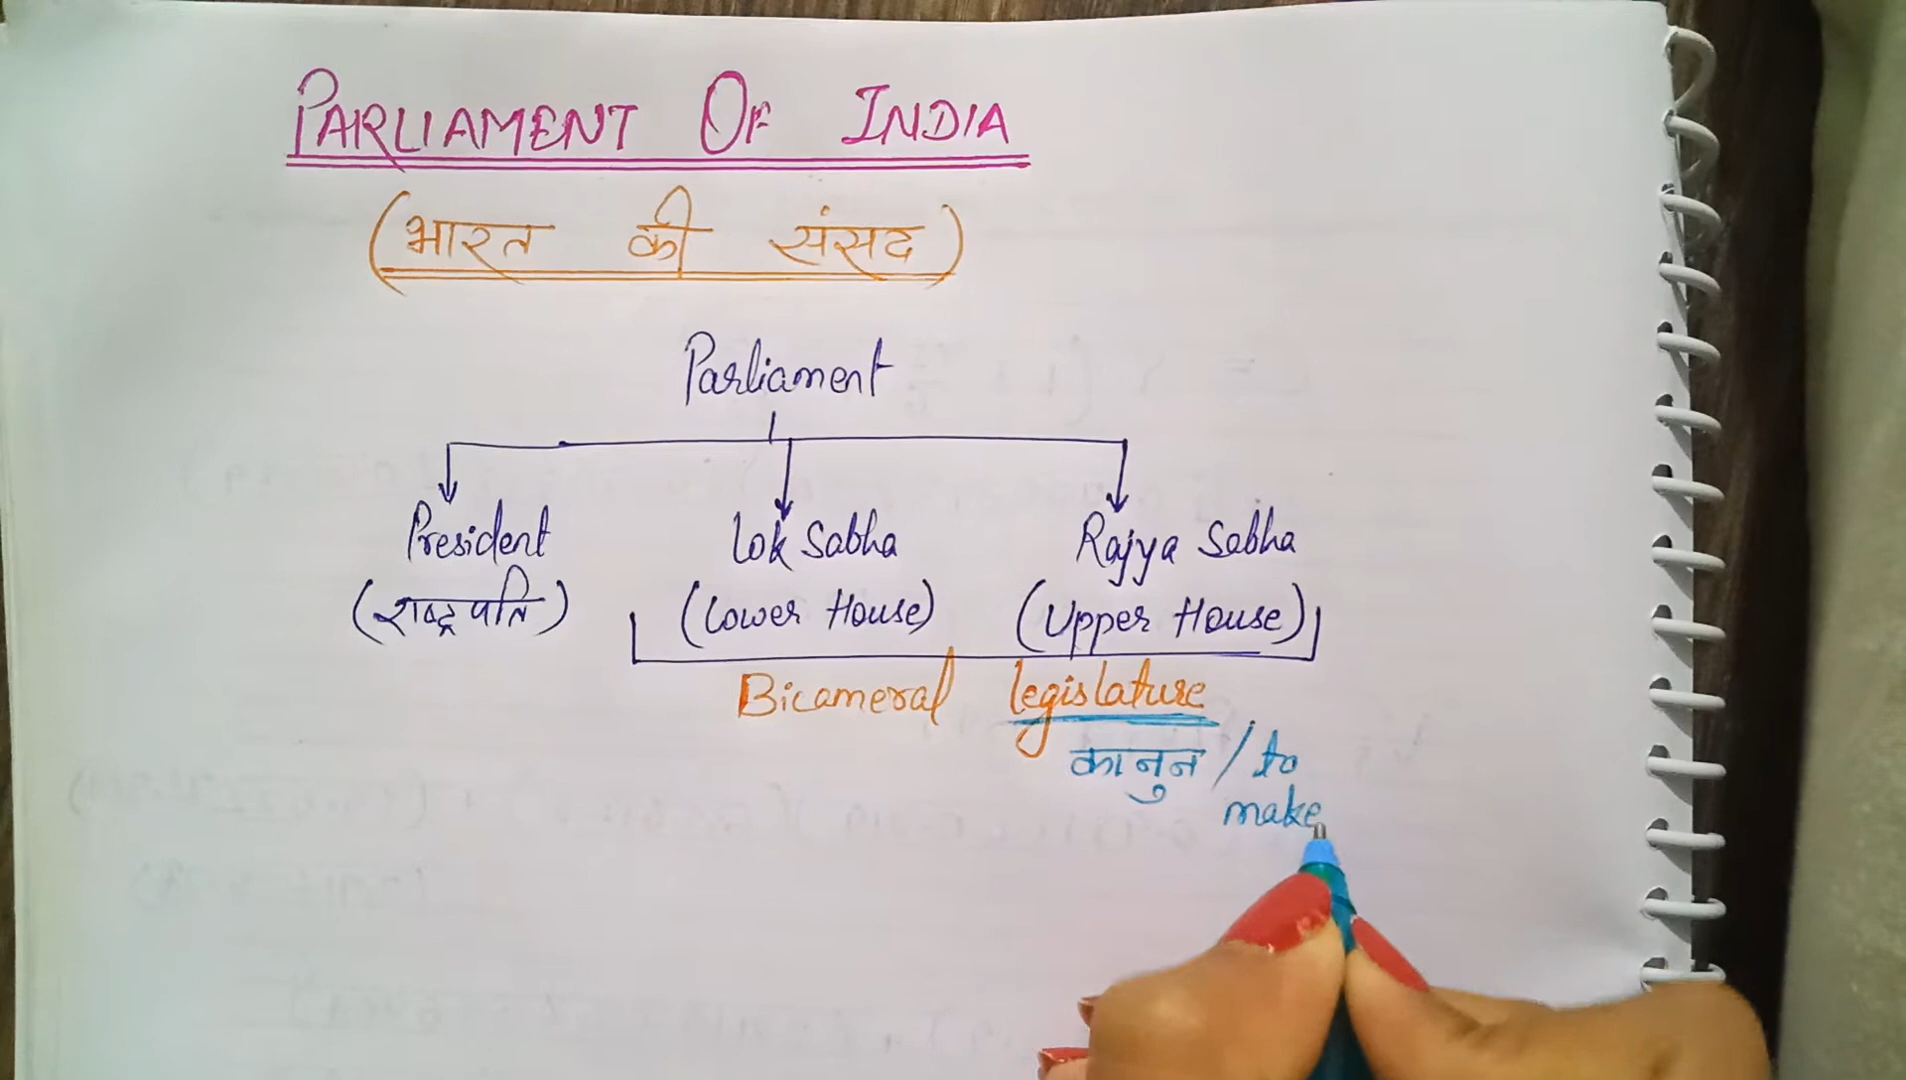 PARLIAMENT OF INDIA
(भारत की संसद)
Parliament
President Lok Sabha Rajya Sabha
(राष्ट्रपति) (Lower House) (Upper House)
Bicameral legislature
कानुन / to
make